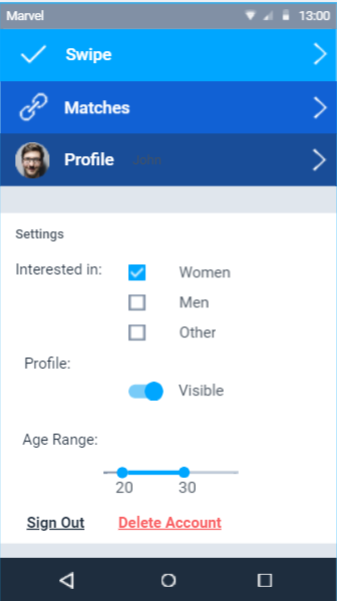 Marvel 13:00
Swipe
Matches
Profile John
Settings
Interested in: Women
Men
Other
Profile:
Visible
Age Range:
20 30
Sign Out Delete Account